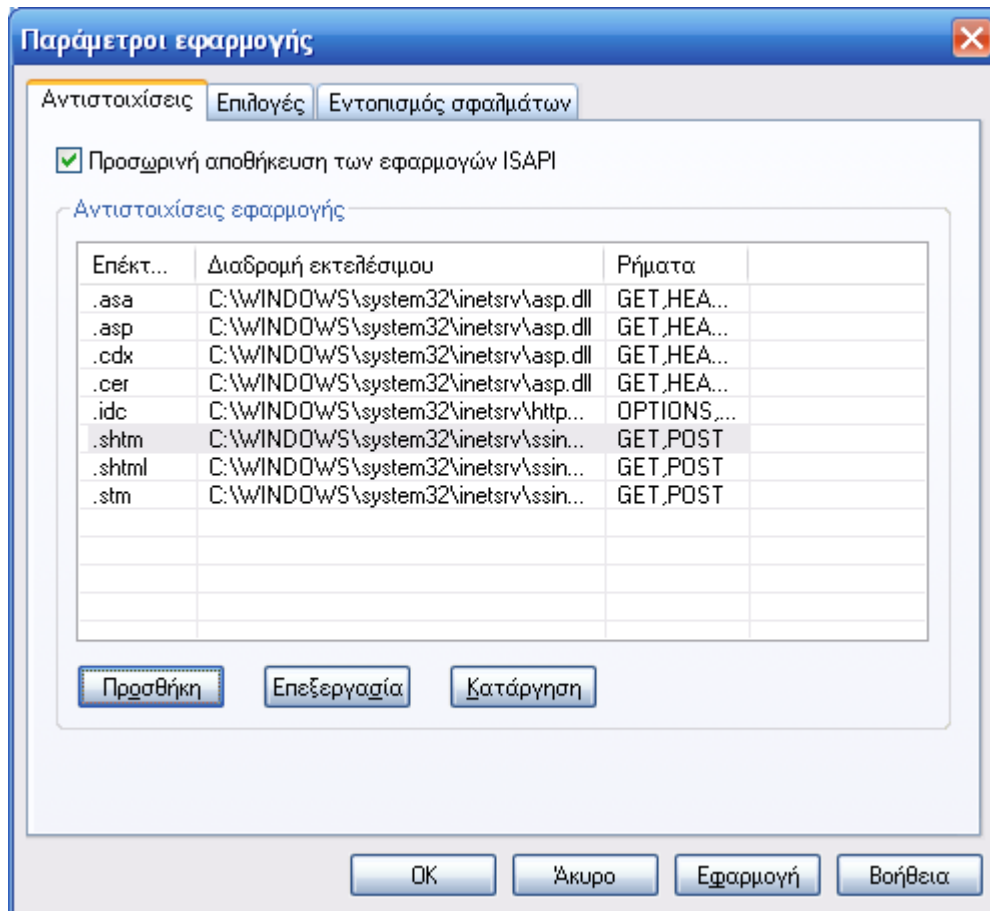 Παράμετροι εφαρμογής
Αντιστοιχίσεις Επιλογές Εντοπισμός σφαλμάτων
Προσωρινή αποθήκευση των εφαρμογών ISAPI
Αντιστοιχίσεις εφαρμογής
Επέκτ... Διαδρομή εκτελέσιμου Ρήματα
.asa C:\WINDOWS\system32\inetsrv\asp.dll GET,HEA...
.asp C:\WINDOWS\system32\inetsrv\asp.dll GET,HEA...
.cdx C:\WINDOWS\system32\inetsrv\asp.dll GET,HEA...
.cer C:\WINDOWS\system32\inetsrv\asp.dll GET,HEA...
.idc C:\WINDOWS\system32\inetsrv\http... OPTIONS,...
.shtm C:\WINDOWS\system32\inetsrv\ssin... GET,POST
.shtml C:\WINDOWS\system32\inetsrv\ssin... GET,POST
.stm C:\WINDOWS\system32\inetsrv\ssin... GET,POST
Προσθήκη Επεξεργασία Κατάργηση
OK Άκυρο Εφαρμογή Βοήθεια